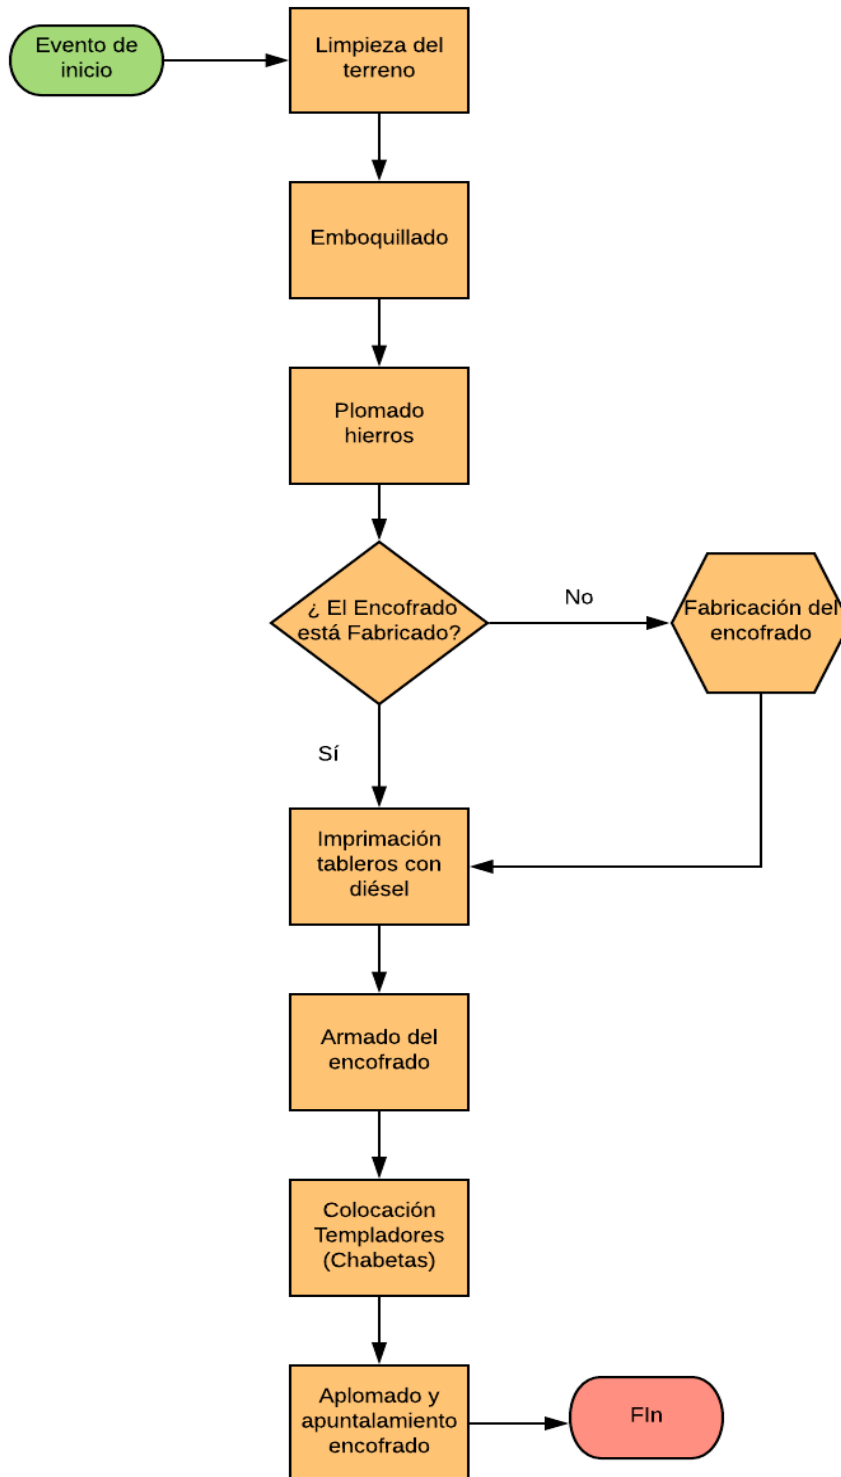 Evento de
inicio
Limpieza del
terreno
Emboquillado
Plomado
hierros
¿ El Encofrado
está Fabricado?
No
Fabricación del
encofrado
Sí
Imprimación
tableros con
diésel
Armado del
encofrado
Colocación
Templadores
(Chabetas)
Aplomado y
apuntalamiento
encofrado
FIn